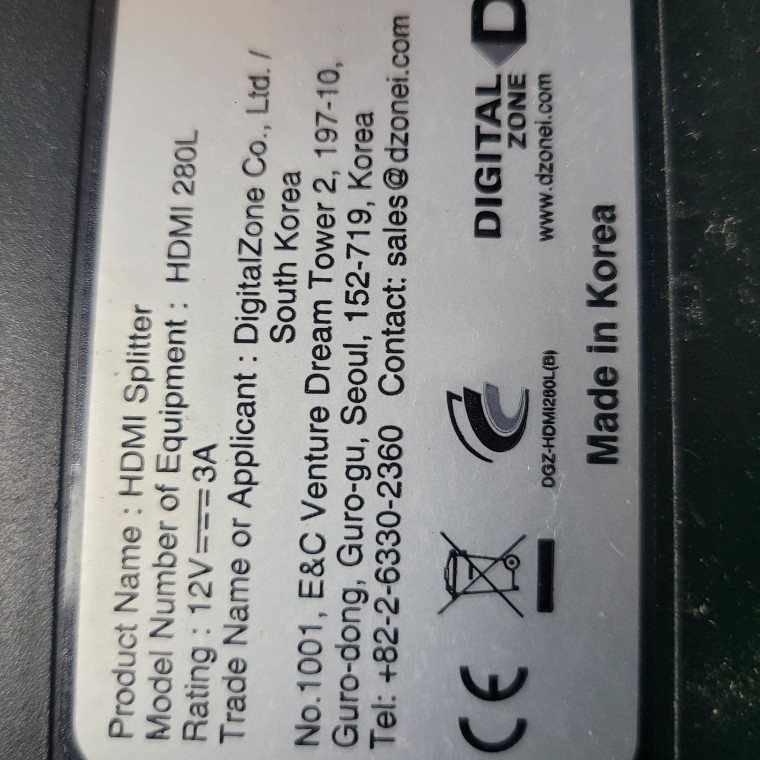 Product Name : HDMI Splitter
Model Number of Equipment : HDMI 280L
Rating : 12V⎓3A
Trade Name or Applicant : DigitalZone Co., Ltd. /
South Korea
No.1001, E&C Venture Dream Tower 2, 197-10,
Guro-dong, Guro-gu, Seoul, 152-719, Korea
Tel: +82-2-6330-2360 Contact: sales@dzonei.com
CE
DGZ-HDMI280L(B)
DIGITAL
ZONE
D
www.dzonei.com
Made in Korea